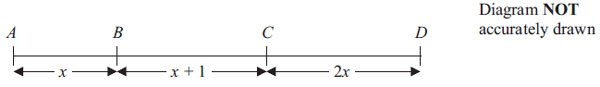 Diagram NOT
accurately drawn
A B C D
x x + 1 2x